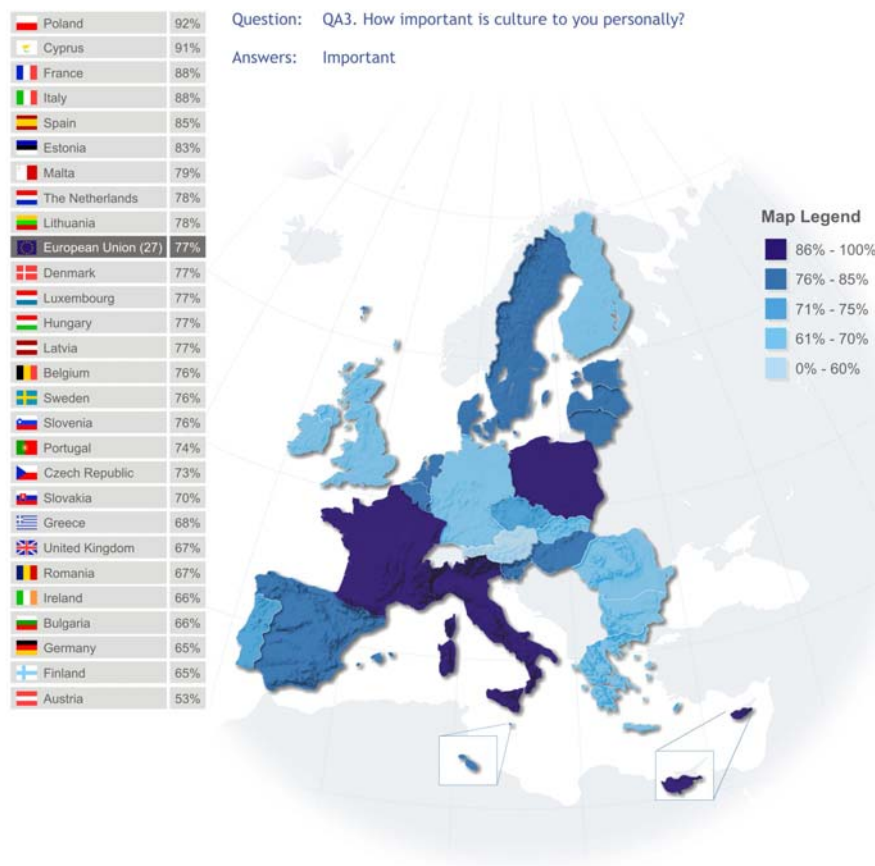 Question: QA3. How important is culture to you personally?
Answers: Important
Poland 92%
Cyprus 91%
France 88%
Italy 88%
Spain 85%
Estonia 83%
Malta 79%
The Netherlands 78%
Lithuania 78%
European Union (27) 77%
Denmark 77%
Luxembourg 77%
Hungary 77%
Latvia 77%
Belgium 76%
Sweden 76%
Slovenia 76%
Portugal 74%
Czech Republic 73%
Slovakia 70%
Greece 68%
United Kingdom 67%
Romania 67%
Ireland 66%
Bulgaria 66%
Germany 65%
Finland 65%
Austria 53%
Map Legend
86% - 100%
76% - 85%
71% - 75%
61% - 70%
0% - 60%